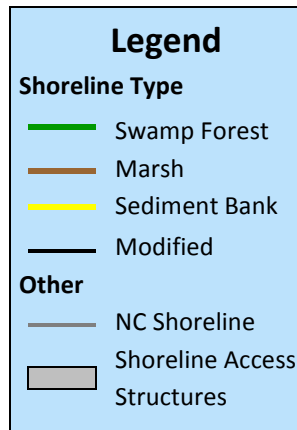 Legend
Shoreline Type
Swamp Forest
Marsh
Sediment Bank
Modified
Other
NC Shoreline
Shoreline Access
Structures